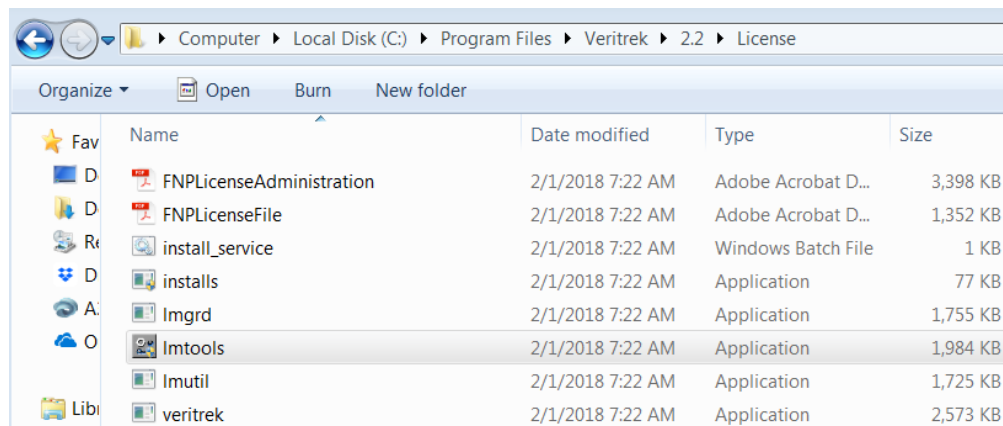 Computer Local Disk (C:) Program Files Veritrek 2.2 License
Organize Open Burn New folder
Name Date modified Type Size
Fav
D
D
Re
D
A
O
Libr
FNPLicenseAdministration 2/1/2018 7:22 AM Adobe Acrobat D... 3,398 KB
FNPLicenseFile 2/1/2018 7:22 AM Adobe Acrobat D... 1,352 KB
install_service 2/1/2018 7:22 AM Windows Batch File 1 KB
installs 2/1/2018 7:22 AM Application 77 KB
lmgrd 2/1/2018 7:22 AM Application 1,755 KB
lmtools 2/1/2018 7:22 AM Application 1,984 KB
lmutil 2/1/2018 7:22 AM Application 1,725 KB
veritrek 2/1/2018 7:22 AM Application 2,573 KB